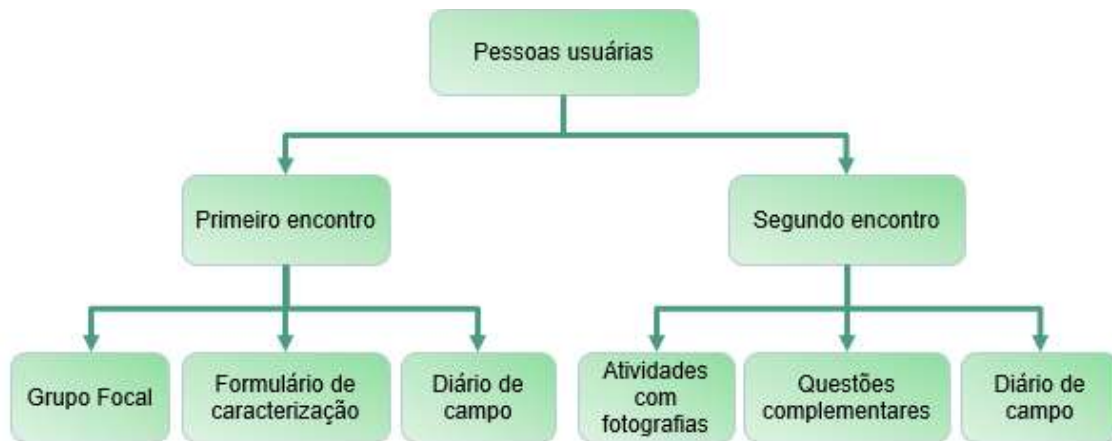 Pessoas usuárias
Primeiro encontro
Segundo encontro
Grupo Focal
Formulário de
caracterização
Diário de
campo
Atividades
com
fotografias
Questões
complementares
Diário de
campo